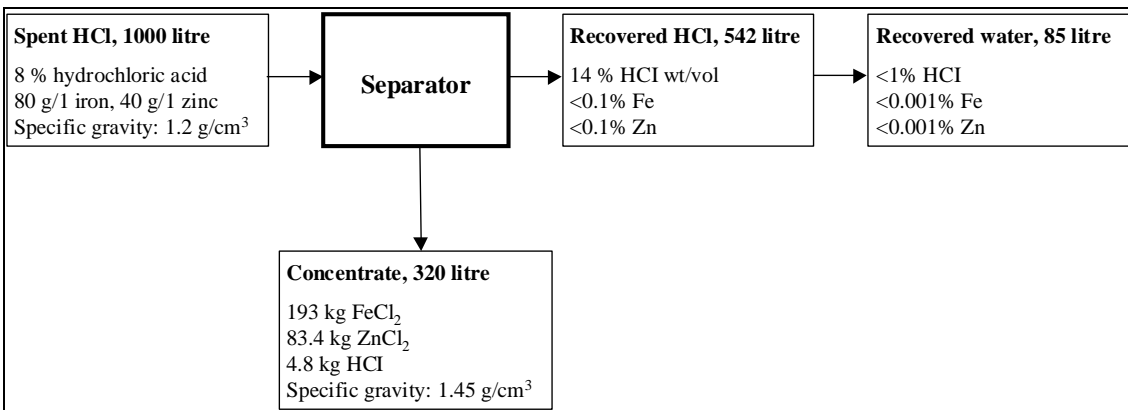 Spent HCl, 1000 litre
8 % hydrochloric acid
80 g/1 iron, 40 g/1 zinc
Specific gravity: 1.2 g/cm³
Separator
Recovered HCl, 542 litre
14 % HCI wt/vol
<0.1% Fe
<0.1% Zn
Recovered water, 85 litre
<1% HCI
<0.001% Fe
<0.001% Zn
Concentrate, 320 litre
193 kg FeCl₂
83.4 kg ZnCl₂
4.8 kg HCI
Specific gravity: 1.45 g/cm³